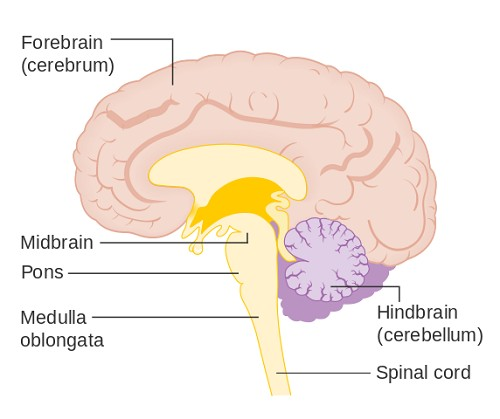 Forebrain
(cerebrum)
Midbrain
Pons
Medulla
oblongata
Hindbrain
(cerebellum)
Spinal cord